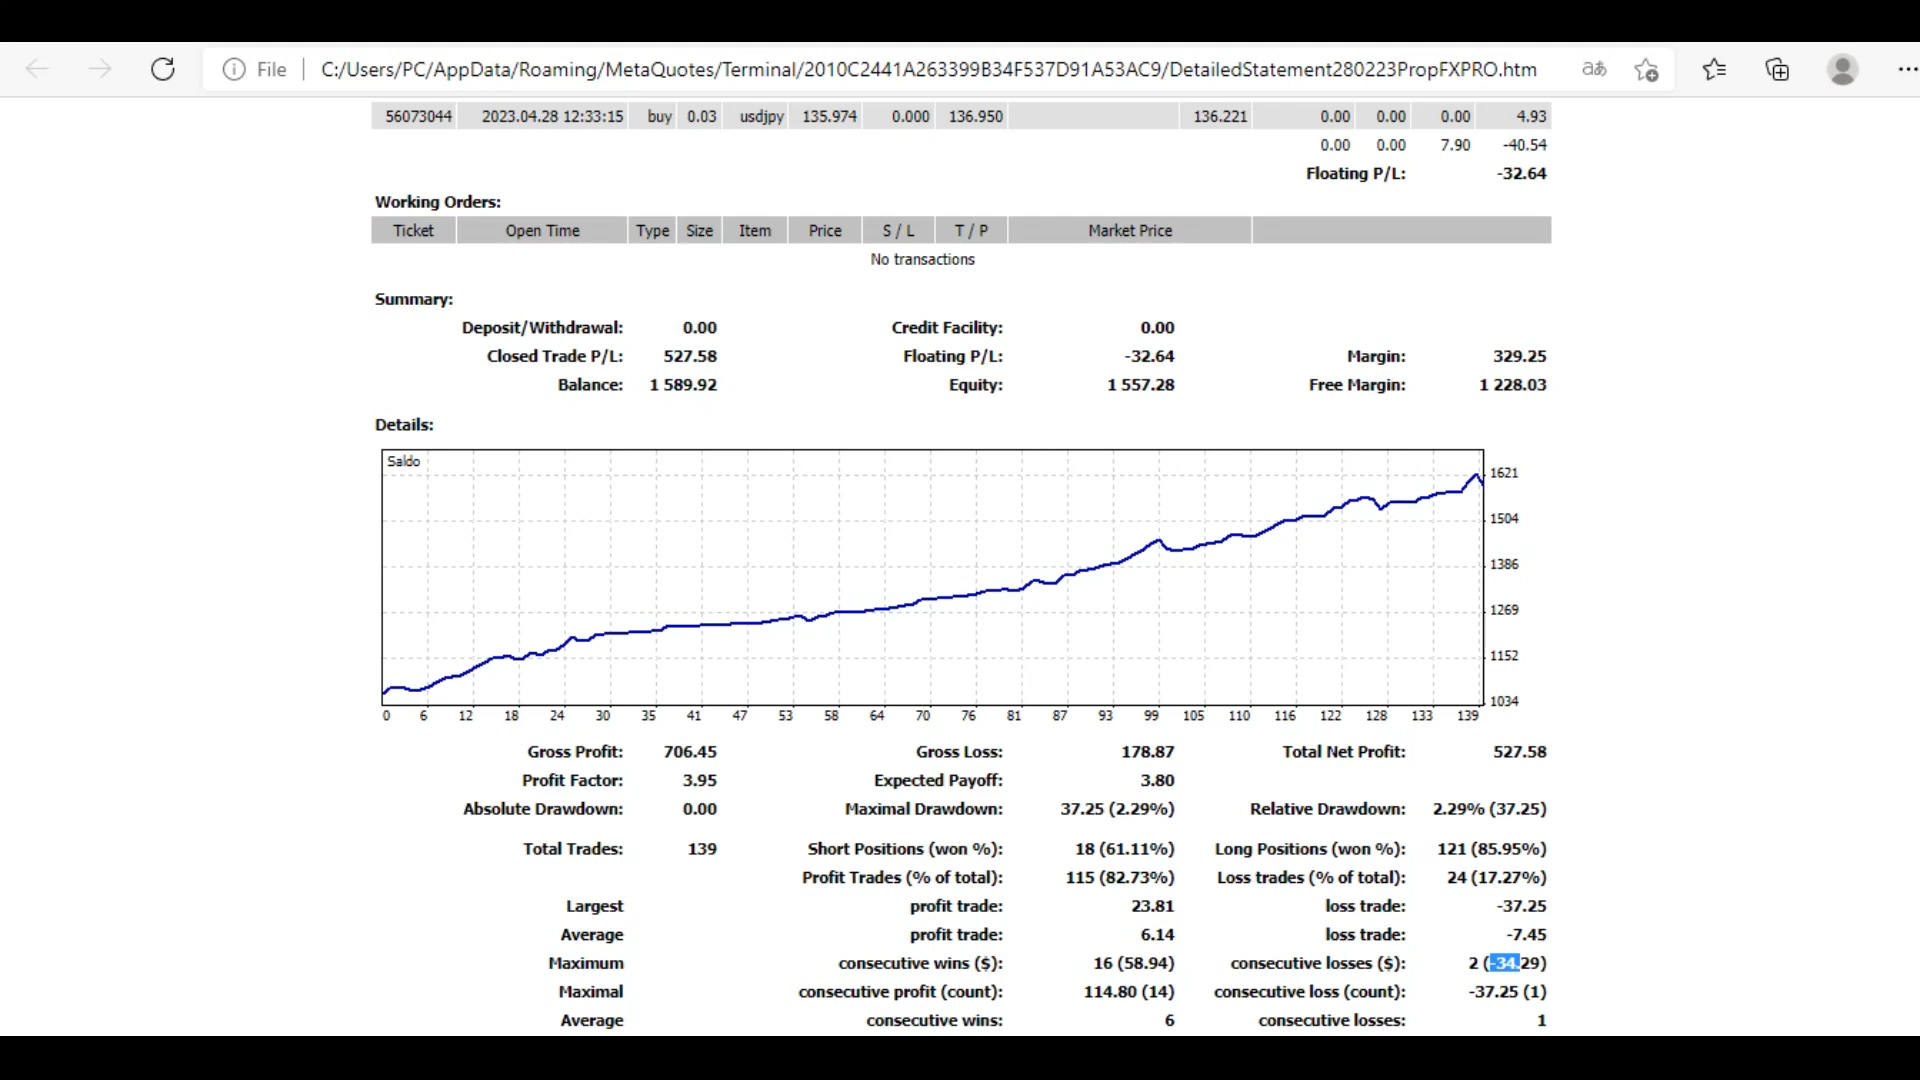 File C:/Users/PC/AppData/Roaming/MetaQuotes/Terminal/2010C2441A263399B34F537D91A53AC9/DetailedStatement280223PropFXPRO.htm aあ
56073044 2023.04.28 12:33:15 buy 0.03 usdjpy 135.974 0.000 136.950 136.221 0.00 0.00 0.00 4.93
0.00 0.00 7.90 -40.54
Floating P/L: -32.64
Working Orders:
Ticket Open Time Type Size Item Price S / L T / P Market Price
No transactions
Summary:
Deposit/Withdrawal: 0.00 Credit Facility: 0.00
Closed Trade P/L: 527.58 Floating P/L: -32.64 Margin: 329.25
Balance: 1 589.92 Equity: 1 557.28 Free Margin: 1 228.03
Details:
Saldo
1621
1504
1386
1269
1152
1034
0 6 12 18 24 30 35 41 47 53 58 64 70 76 81 87 93 99 105 110 116 122 128 133 139
Gross Profit: 706.45 Gross Loss: 178.87 Total Net Profit: 527.58
Profit Factor: 3.95 Expected Payoff: 3.80
Absolute Drawdown: 0.00 Maximal Drawdown: 37.25 (2.29%) Relative Drawdown: 2.29% (37.25)
Total Trades: 139 Short Positions (won %): 18 (61.11%) Long Positions (won %): 121 (85.95%)
Profit Trades (% of total): 115 (82.73%) Loss trades (% of total): 24 (17.27%)
Largest profit trade: 23.81 loss trade: -37.25
Average profit trade: 6.14 loss trade: -7.45
Maximum consecutive wins ($): 16 (58.94) consecutive losses ($): 2 (-34.29)
Maximal consecutive profit (count): 114.80 (14) consecutive loss (count): -37.25 (1)
Average consecutive wins: 6 consecutive losses: 1